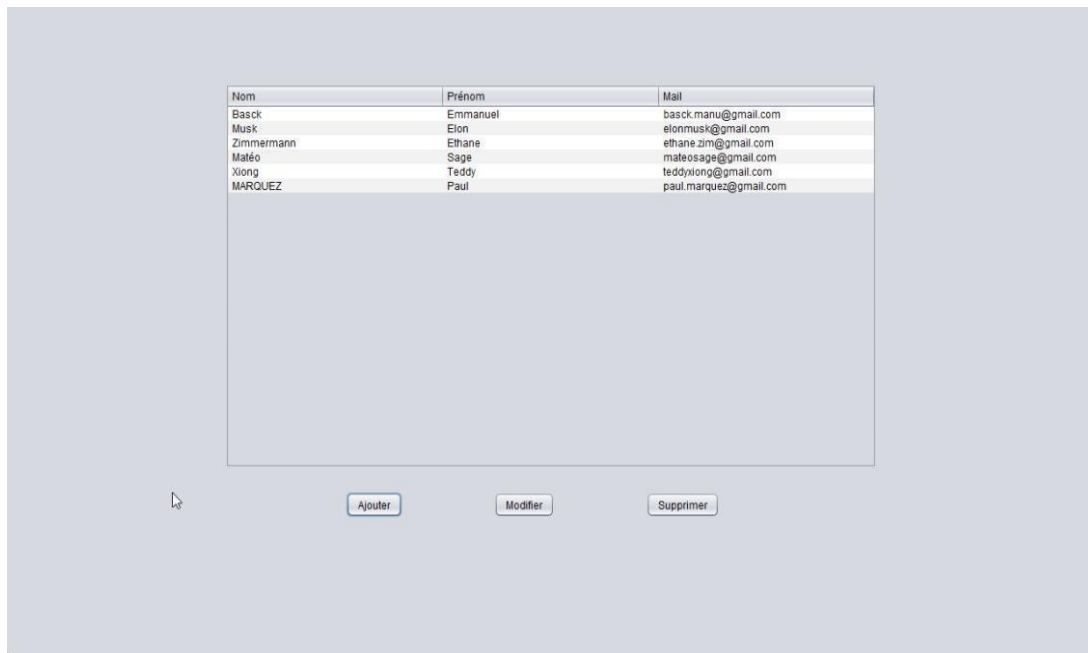 Nom Prénom Mail
Basck Emmanuel basck.manu@gmail.com
Musk Elon elonmusk@gmail.com
Zimmermann Ethane ethane.zim@gmail.com
Matéo Sage mateosage@gmail.com
Xiong Teddy teddyxiong@gmail.com
MARQUEZ Paul paul.marquez@gmail.com
Ajouter Modifier Supprimer